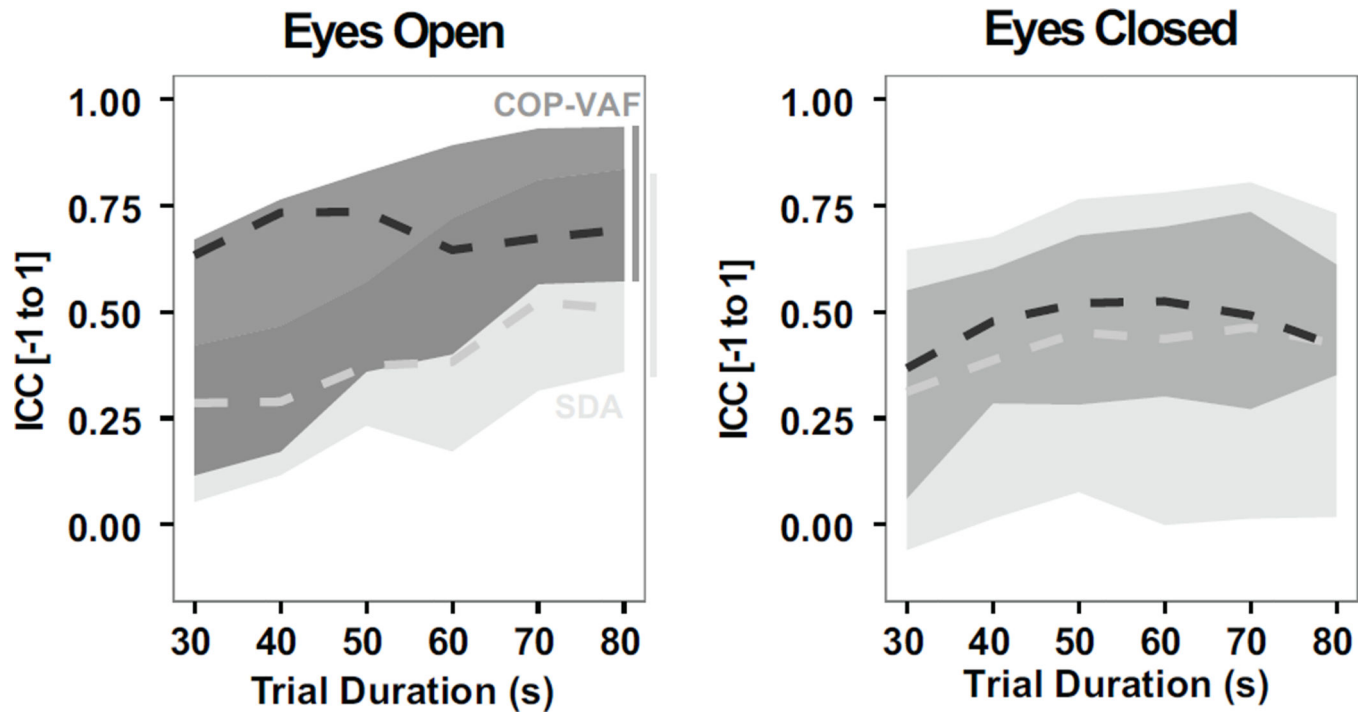 Eyes Open
ICC [-1 to 1]
1.00
0.75
0.50
0.25
0.00
COP-VAF
SDA
30 40 50 60 70 80
Trial Duration (s)
Eyes Closed
ICC [-1 to 1]
1.00
0.75
0.50
0.25
0.00
30 40 50 60 70 80
Trial Duration (s)